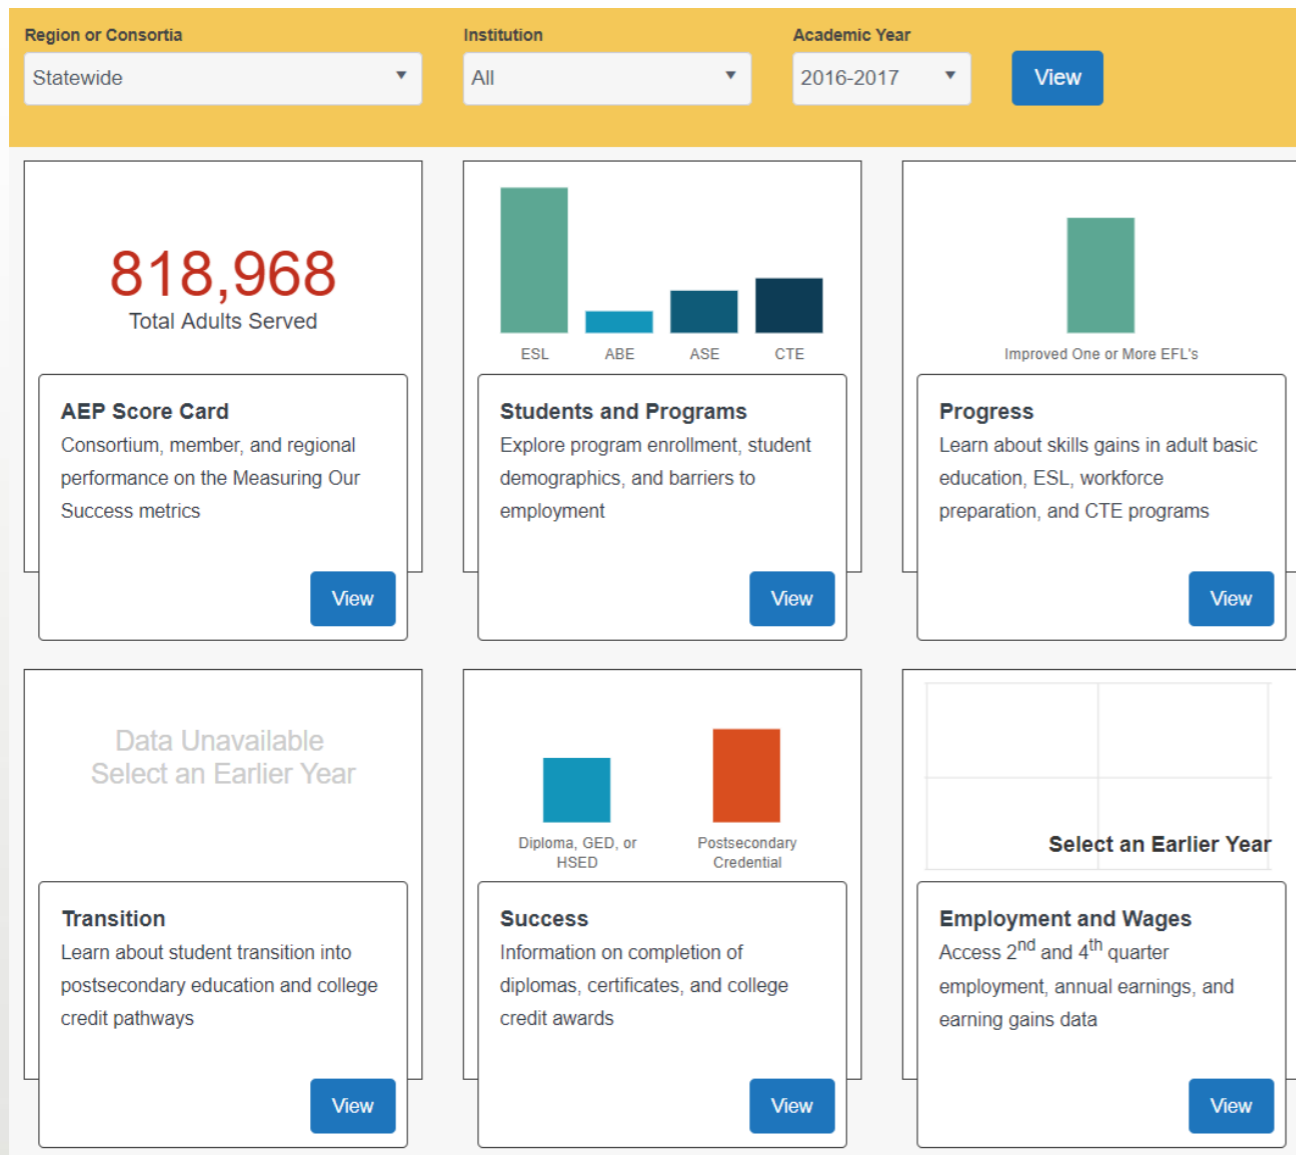 Region or Consortia
Institution
Academic Year
Statewide
All
2016-2017
View
818,968
Total Adults Served
AEP Score Card
Consortium, member, and regional
performance on the Measuring Our
Success metrics
View
ESL
ABE
ASE
CTE
Students and Programs
Explore program enrollment, student
demographics, and barriers to
employment
View
Improved One or More EFL's
Progress
Learn about skills gains in adult basic
education, ESL, workforce
preparation, and CTE programs
View
Data Unavailable
Select an Earlier Year
Transition
Learn about student transition into
postsecondary education and college
credit pathways
View
Diploma, GED, or
HSED
Postsecondary
Credential
Success
Information on completion of
diplomas, certificates, and college
credit awards
View
Select an Earlier Year
Employment and Wages
Access 2nd and 4th quarter
employment, annual earnings, and
earning gains data
View